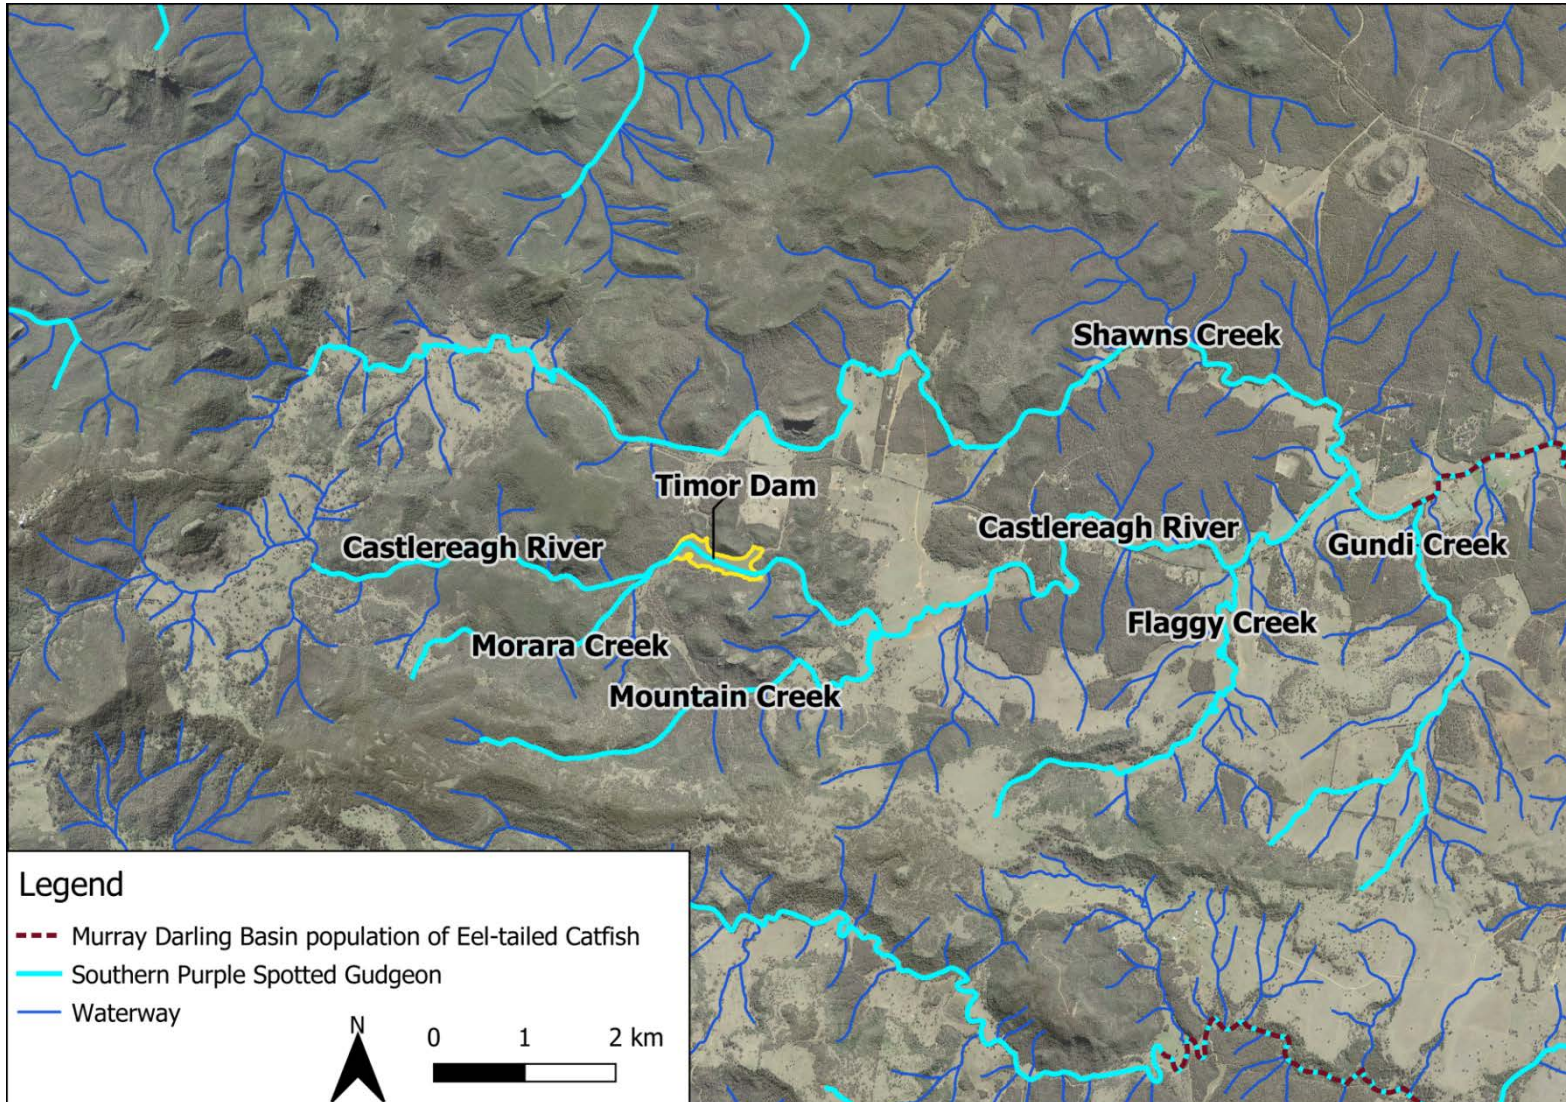 Shawns Creek
Timor Dam
Castlereagh River
Castlereagh River
Gundi Creek
Flaggy Creek
Morara Creek
Mountain Creek
Legend
Murray Darling Basin population of Eel-tailed Catfish
Southern Purple Spotted Gudgeon
Waterway
N
0 1 2 km